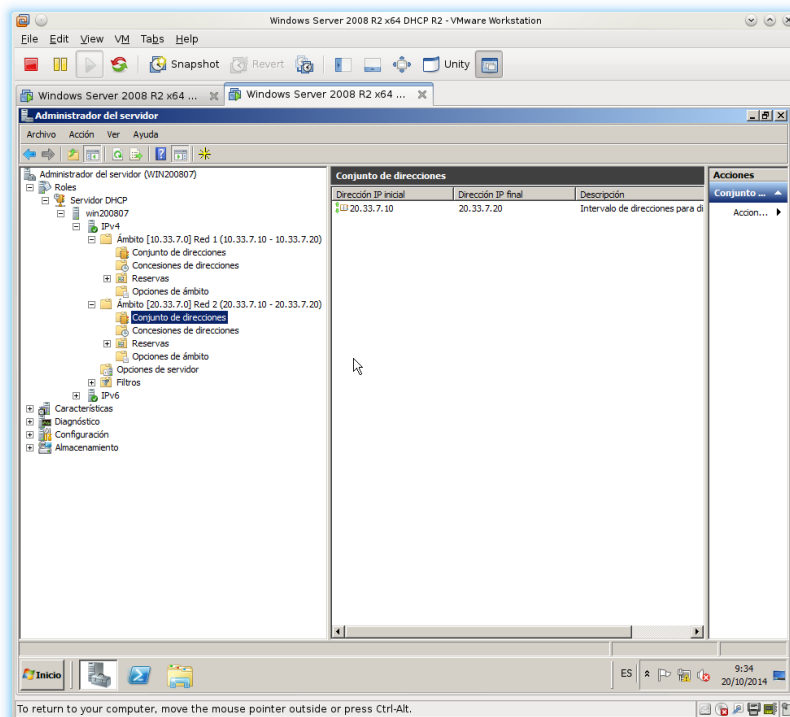 Windows Server 2008 R2 x64 DHCP R2 - VMware Workstation
File Edit View VM Tabs Help
Snapshot Revert Unity
Windows Server 2008 R2 x64 ... Windows Server 2008 R2 x64 ...
Administrador del servidor
Archivo Acción Ver Ayuda
Administrador del servidor (WIN200807)
Roles
Servidor DHCP
win200807
IPv4
Ámbito [10.33.7.0] Red 1 (10.33.7.10 - 10.33.7.20)
Conjunto de direcciones
Concesiones de direcciones
Reservas
Opciones de ámbito
Ámbito [20.33.7.0] Red 2 (20.33.7.10 - 20.33.7.20)
Conjunto de direcciones
Concesiones de direcciones
Reservas
Opciones de ámbito
Opciones de servidor
Filtros
IPv6
Características
Diagnóstico
Configuración
Almacenamiento
Conjunto de direcciones
Dirección IP inicial Dirección IP final Descripción
20.33.7.10 20.33.7.20 Intervalo de direcciones para di
Acciones
Conjunto ...
Accion...
Inicio
ES
9:34
20/10/2014
To return to your computer, move the mouse pointer outside or press Ctrl-Alt.